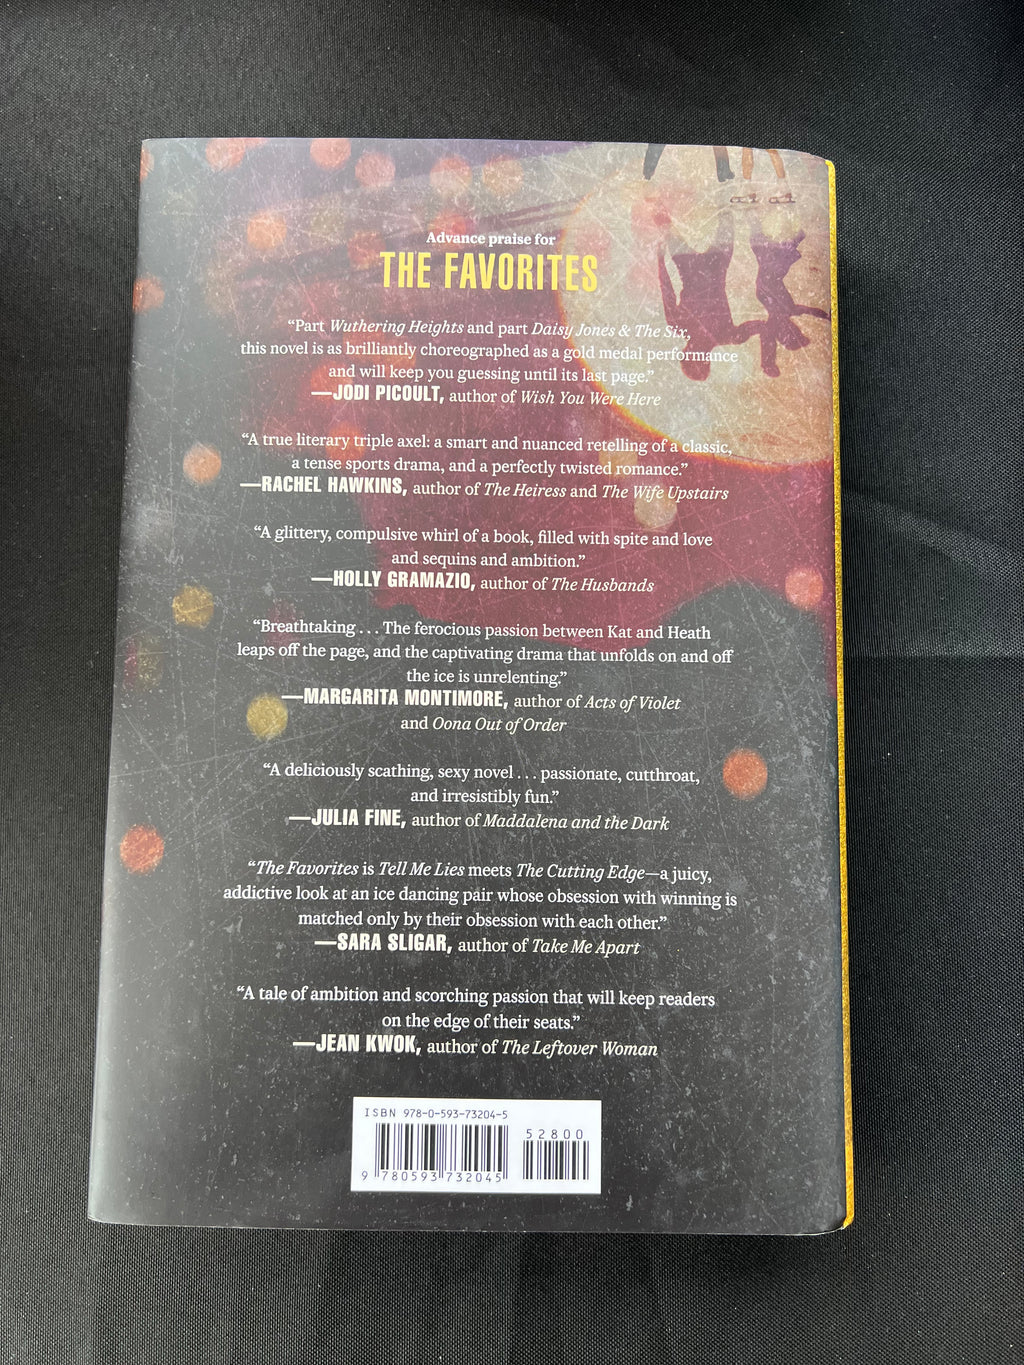 Advance praise for
THE FAVORITES
“Part Wuthering Heights and part Daisy Jones & The Six,
this novel is as brilliantly choreographed as a gold medal performance
and will keep you guessing until its last page.”
—JODI PICOULT, author of Wish You Were Here
“A true literary triple axel: a smart and nuanced retelling of a classic,
a tense sports drama, and a perfectly twisted romance.”
—RACHEL HAWKINS, author of The Heiress and The Wife Upstairs
“A glittery, compulsive whirl of a book, filled with spite and love
and sequins and ambition.”
—HOLLY GRAMAZIO, author of The Husbands
“Breathtaking . . . The ferocious passion between Kat and Heath
leaps off the page, and the captivating drama that unfolds on and off
the ice is unrelenting.”
—MARGARITA MONTIMORE, author of Acts of Violet
and Oona Out of Order
“A deliciously scathing, sexy novel . . . passionate, cutthroat,
and irresistibly fun.”
—JULIA FINE, author of Maddalena and the Dark
“The Favorites is Tell Me Lies meets The Cutting Edge—a juicy,
addictive look at an ice dancing pair whose obsession with winning is
matched only by their obsession with each other.”
—SARA SLIGAR, author of Take Me Apart
“A tale of ambition and scorching passion that will keep readers
on the edge of their seats.”
—JEAN KWOK, author of The Leftover Woman
ISBN 978-0-593-73204-5
52800
9 780593 732045